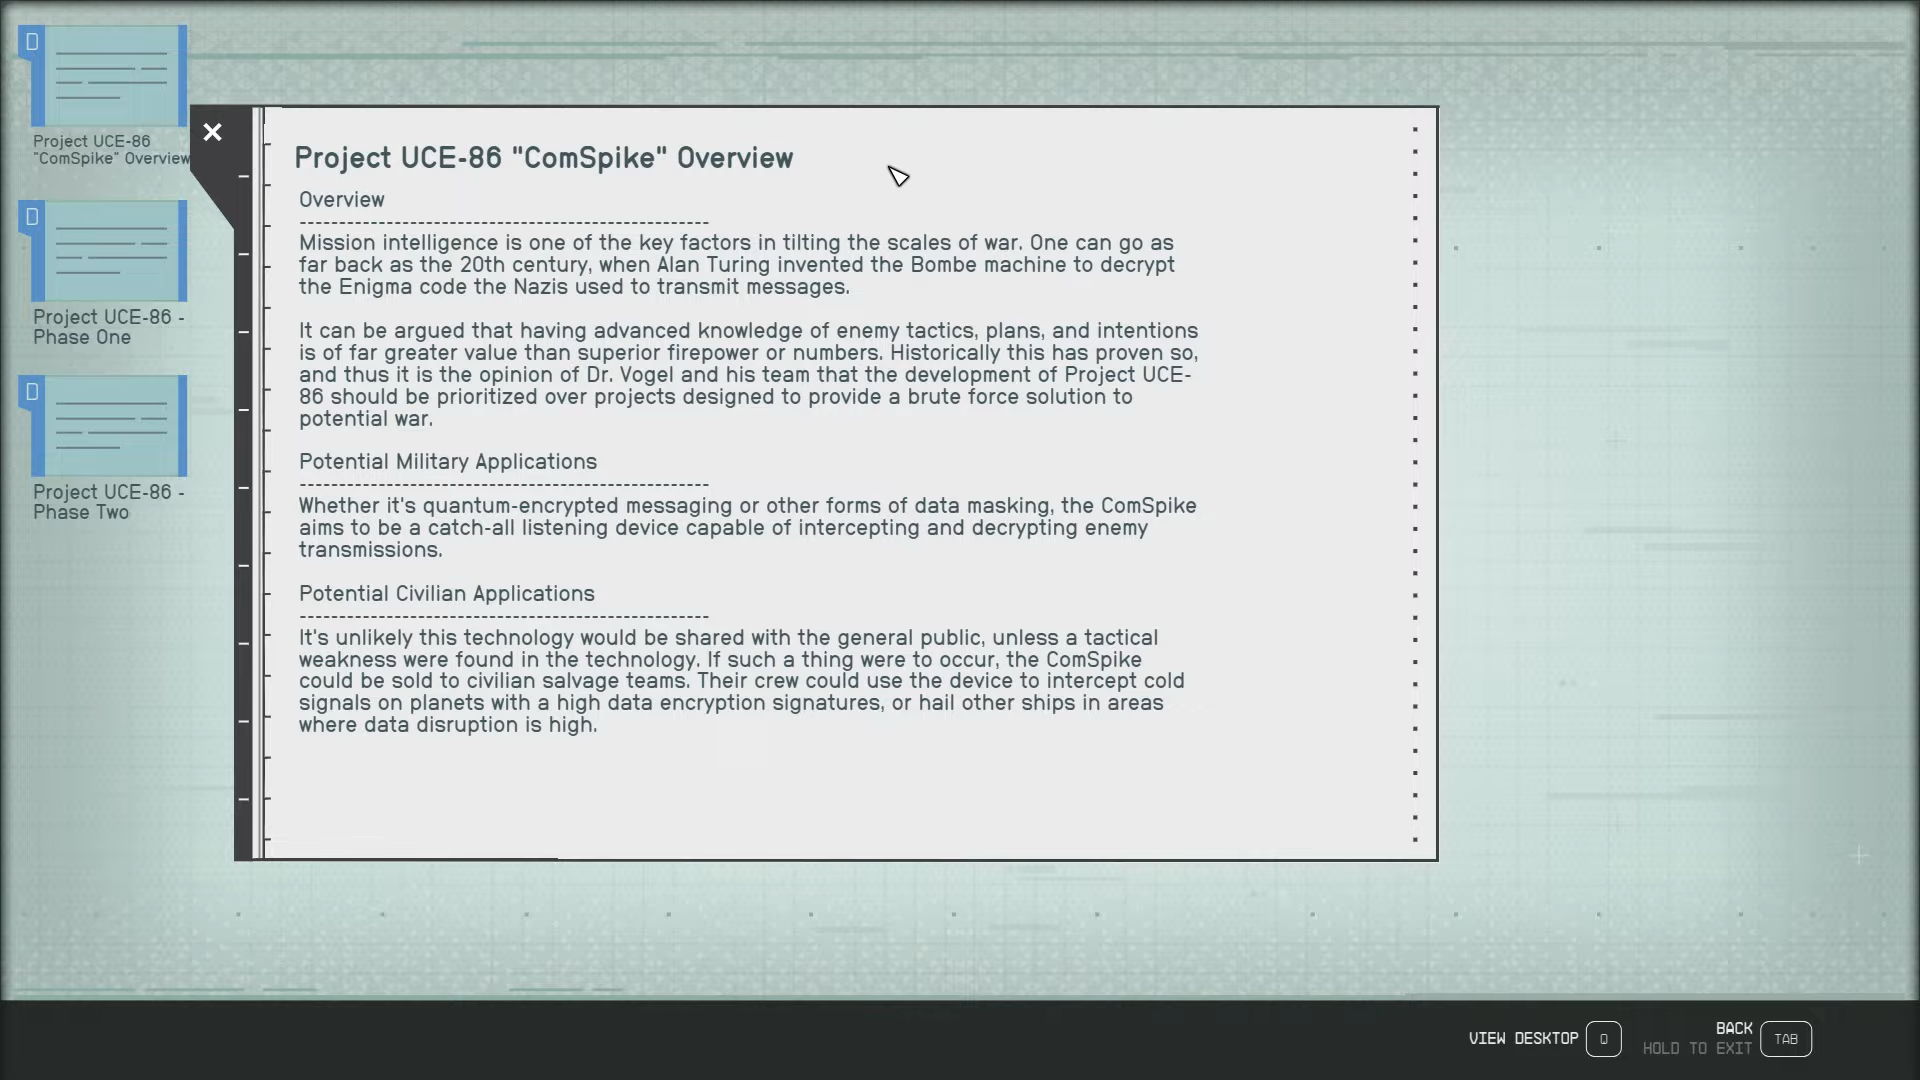 Project UCE-86
"ComSpike" Overview
Project UCE-86 -
Phase One
Project UCE-86 -
Phase Two
Project UCE-86 "ComSpike" Overview
Overview
---------------------------------------------------
Mission intelligence is one of the key factors in tilting the scales of war. One can go as
far back as the 20th century, when Alan Turing invented the Bombe machine to decrypt
the Enigma code the Nazis used to transmit messages.
It can be argued that having advanced knowledge of enemy tactics, plans, and intentions
is of far greater value than superior firepower or numbers. Historically this has proven so,
and thus it is the opinion of Dr. Vogel and his team that the development of Project UCE-
86 should be prioritized over projects designed to provide a brute force solution to
potential war.
Potential Military Applications
---------------------------------------------------
Whether it's quantum-encrypted messaging or other forms of data masking, the ComSpike
aims to be a catch-all listening device capable of intercepting and decrypting enemy
transmissions.
Potential Civilian Applications
---------------------------------------------------
It's unlikely this technology would be shared with the general public, unless a tactical
weakness were found in the technology. If such a thing were to occur, the ComSpike
could be sold to civilian salvage teams. Their crew could use the device to intercept cold
signals on planets with a high data encryption signatures, or hail other ships in areas
where data disruption is high.
VIEW DESKTOP Q
BACK
HOLD TO EXIT TAB